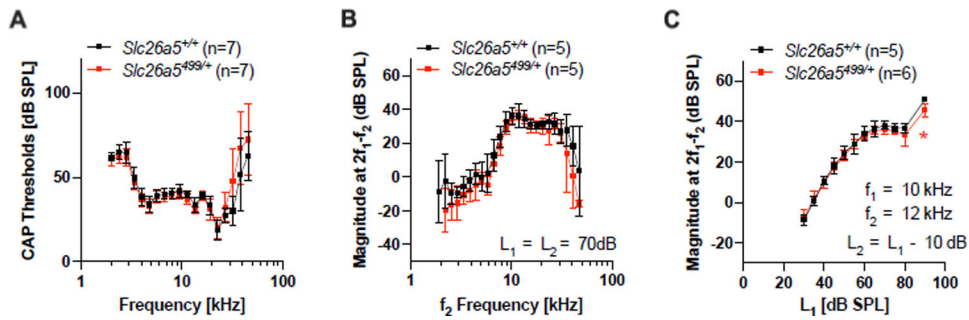 A
Slc26a5+/+ (n=7)
Slc26a5499/+ (n=7)
CAP Thresholds [dB SPL]
100
50
0
1
10
100
Frequency [kHz]
B
Slc26a5+/+ (n=5)
Slc26a5499/+ (n=5)
Magnitude at 2f1-f2 (dB SPL)
60
40
20
0
-20
-40
L1 = L2 = 70dB
1
10
100
f2 Frequency [kHz]
C
Slc26a5+/+ (n=5)
Slc26a5499/+ (n=6)
Magnitude at 2f1-f2 (dB SPL)
60
40
20
0
-20
*
f1 = 10 kHz
f2 = 12 kHz
L2 = L1 - 10 dB
0
20
40
60
80
100
L1 [dB SPL]